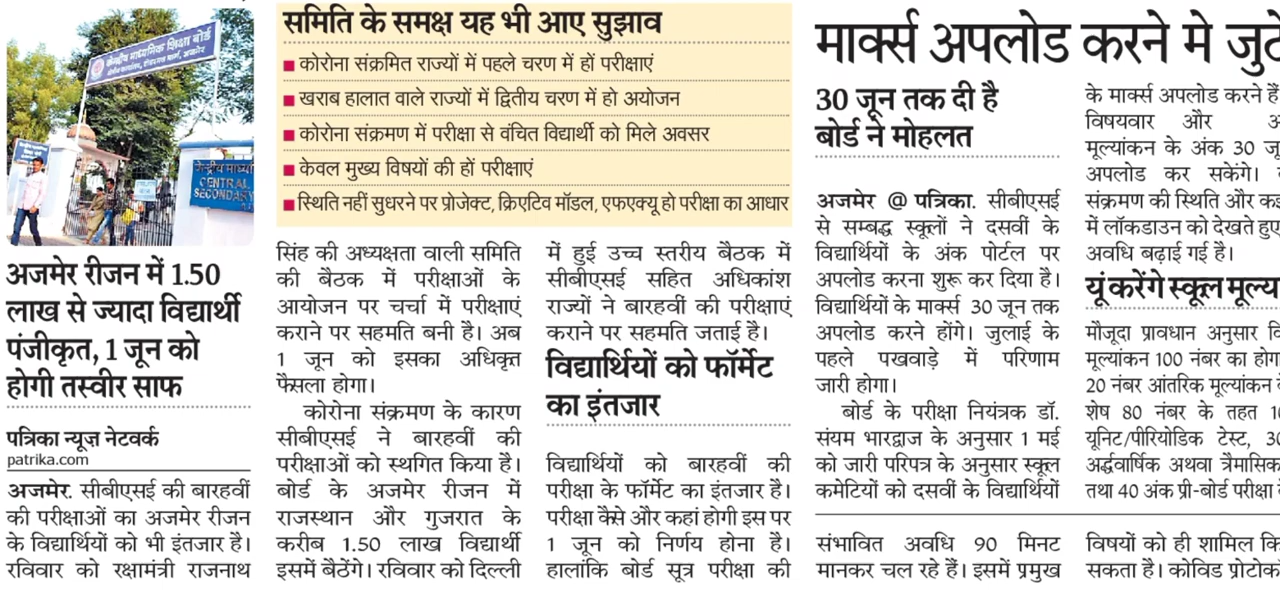 केन्द्रीय माध्यमिक शिक्षा बोर्ड
CENTRAL
SECONDARY
अजमेर रीजन में 1.50
लाख से ज्यादा विद्यार्थी
पंजीकृत, 1 जून को
होगी तस्वीर साफ
पत्रिका न्यूज़ नेटवर्क
patrika.com
अजमेर. सीबीएसई की बारहवीं
की परीक्षाओं का अजमेर रीजन
के विद्यार्थियों को भी इंतजार है।
रविवार को रक्षामंत्री राजनाथ
समिति के समक्ष यह भी आए सुझाव
कोरोना संक्रमित राज्यों में पहले चरण में हों परीक्षाएं
खराब हालात वाले राज्यों में द्वितीय चरण में हो अयोजन
कोरोना संक्रमण में परीक्षा से वंचित विद्यार्थी को मिले अवसर
केवल मुख्य विषयों की हों परीक्षाएं
स्थिति नहीं सुधरने पर प्रोजेक्ट, क्रिएटिव मॉडल, एफएक्यू हो परीक्षा का आधार
सिंह की अध्यक्षता वाली समिति
की बैठक में परीक्षाओं के
आयोजन पर चर्चा में परीक्षाएं
कराने पर सहमति बनी है। अब
1 जून को इसका अधिकृत
फैसला होगा।
कोरोना संक्रमण के कारण
सीबीएसई ने बारहवीं की
परीक्षाओं को स्थगित किया है।
बोर्ड के अजमेर रीजन में
राजस्थान और गुजरात के
करीब 1.50 लाख विद्यार्थी
इसमें बैठेंगे। रविवार को दिल्ली
में हुई उच्च स्तरीय बैठक में
सीबीएसई सहित अधिकांश
राज्यों ने बारहवीं की परीक्षाएं
कराने पर सहमति जताई है।
विद्यार्थियों को फॉर्मेट
का इंतजार
विद्यार्थियों को बारहवीं की
परीक्षा के फॉर्मेट का इंतजार है।
परीक्षा कैसे और कहां होगी इस पर
1 जून को निर्णय होना है।
हालांकि बोर्ड सूत्र परीक्षा की
मार्क्स अपलोड करने मे जुटे
30 जून तक दी है
बोर्ड ने मोहलत
अजमेर @ पत्रिका. सीबीएसई
से सम्बद्ध स्कूलों ने दसवीं के
विद्यार्थियों के अंक पोर्टल पर
अपलोड करना शुरू कर दिया है।
विद्यार्थियों के मार्क्स 30 जून तक
अपलोड करने होंगे। जुलाई के
पहले पखवाड़े में परिणाम
जारी होगा।
बोर्ड के परीक्षा नियंत्रक डॉ.
संयम भारद्वाज के अनुसार 1 मई
को जारी परिपत्र के अनुसार स्कूल
कमेटियों को दसवीं के विद्यार्थियों
के मार्क्स अपलोड करने हैं
विषयवार और
मूल्यांकन के अंक 30
अपलोड कर सकेंगे।
संक्रमण की स्थिति और
में लॉकडाउन को देखते हुए
अवधि बढ़ाई गई है।
यूं करेंगे स्कूल
मौजूदा प्रावधान अनुसार
मूल्यांकन 100 नंबर का
20 नंबर आंतरिक मूल्यांकन
शेष 80 नंबर के तहत
यूनिट/पीरियोडिक टेस्ट,
अर्द्धवार्षिक अथवा
तथा 40 अंक प्री-बोर्ड परीक्षा
संभावित अवधि 90 मिनट
मानकर चल रहे हैं। इसमें प्रमुख
विषयों को ही शामिल
सकता है। कोविड